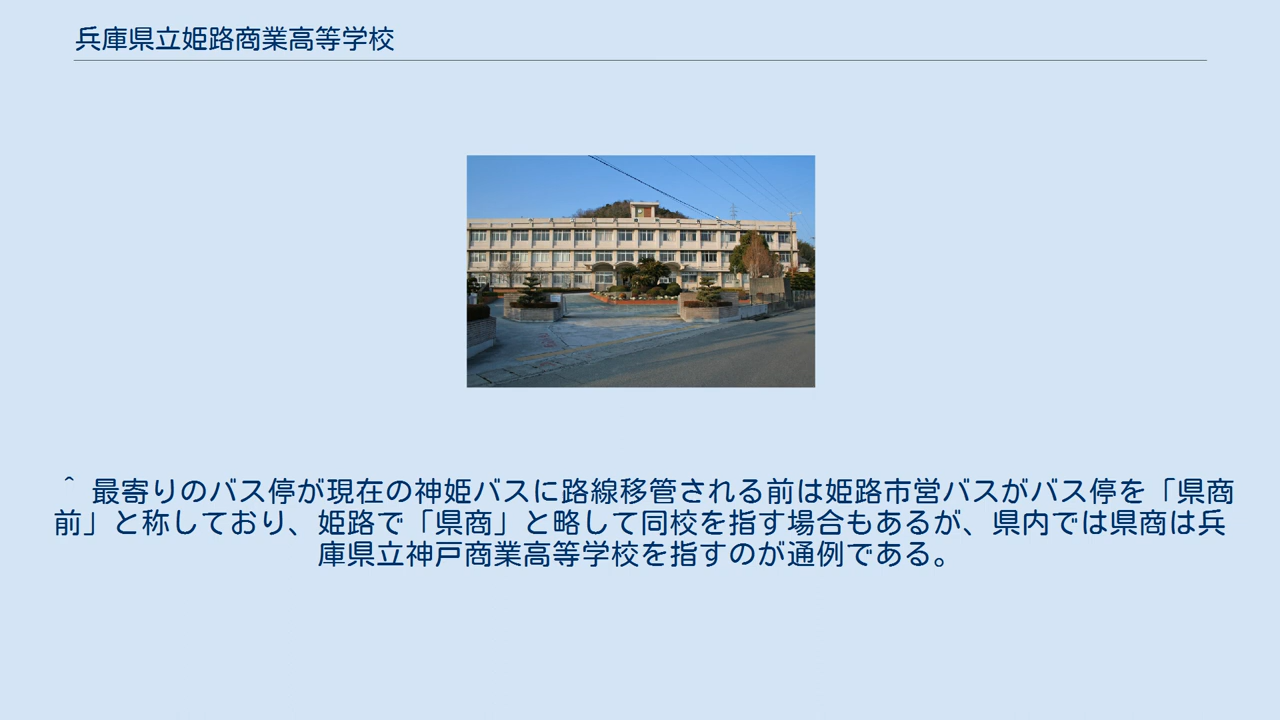 兵庫県立姫路商業高等学校
^ 最寄りのバス停が現在の神姫バスに路線移管される前は姫路市営バスがバス停を「県商
前」と称しており、姫路で「県商」と略して同校を指す場合もあるが、県内では県商は兵
庫県立神戸商業高等学校を指すのが通例である。